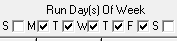 Run Day(s) Of Week
S M T W T F S